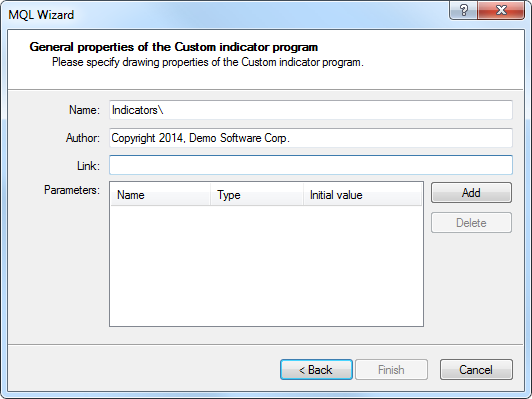 MQL Wizard
?
General properties of the Custom indicator program
Please specify drawing properties of the Custom indicator program.
Name: Indicators\
Author: Copyright 2014, Demo Software Corp.
Link:
Parameters: Name Type Initial value Add
Delete
< Back Finish Cancel